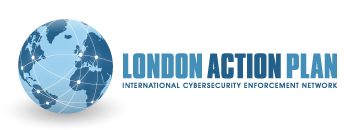 LONDON ACTION PLAN
INTERNATIONAL CYBERSECURITY ENFORCEMENT NETWORK